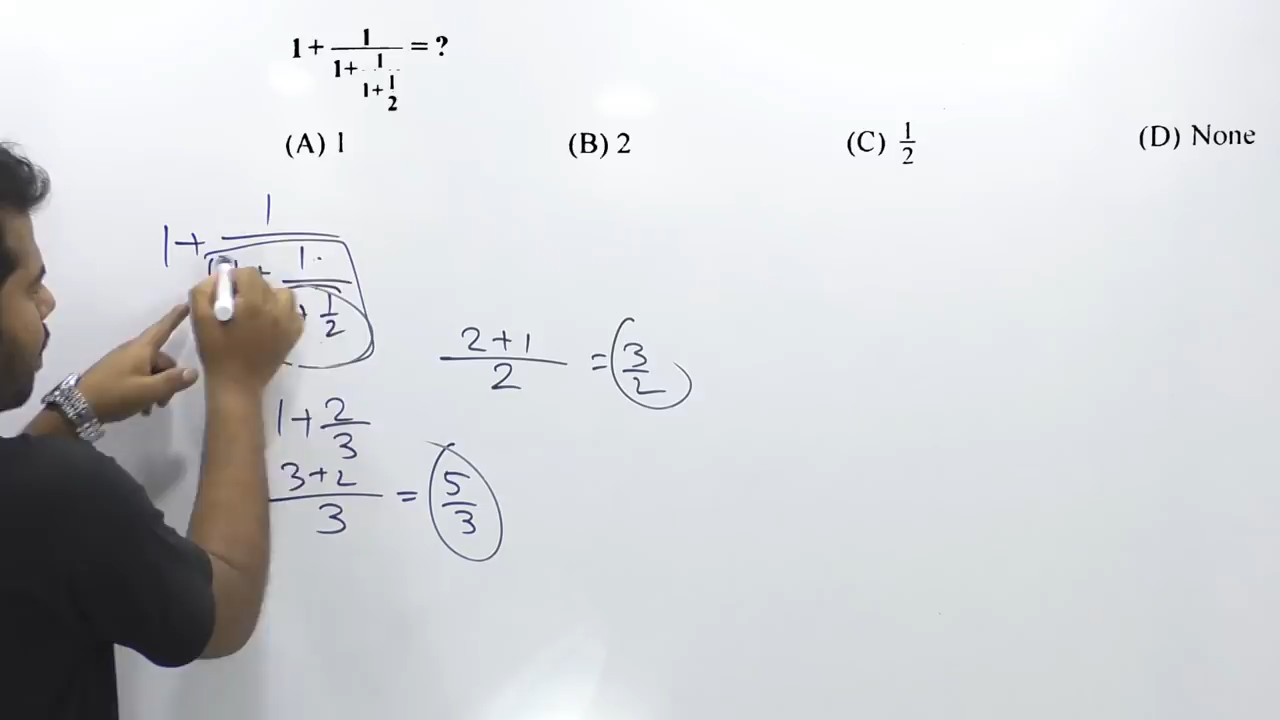 1 + 1
1 + 1
1 + 1
2
= ?
(A) 1
(B) 2
(C) 1/2
(D) None
1 +
1
1
+ 1/2
2 + 1
2
= 3/2
1 + 2/3
3 + 2
3
= 5/3